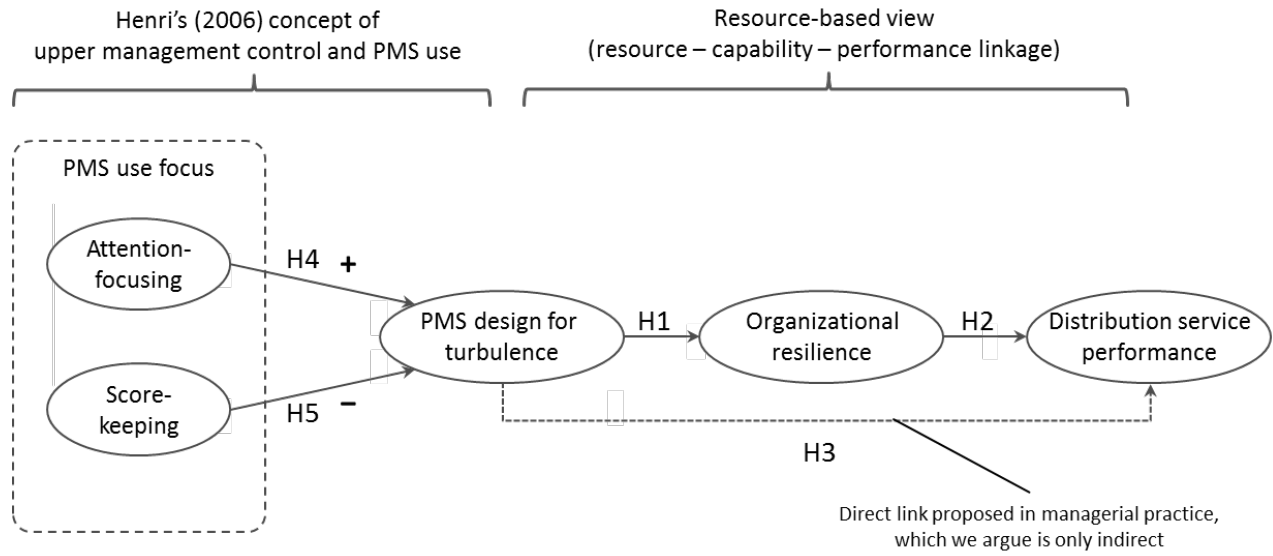 Henri’s (2006) concept of
upper management control and PMS use
Resource-based view
(resource – capability – performance linkage)
PMS use focus
Attention-
focusing
H4 +
Score-
keeping
H5 –
PMS design for
turbulence
H1
Organizational
resilience
H2
Distribution service
performance
H3
Direct link proposed in managerial practice,
which we argue is only indirect